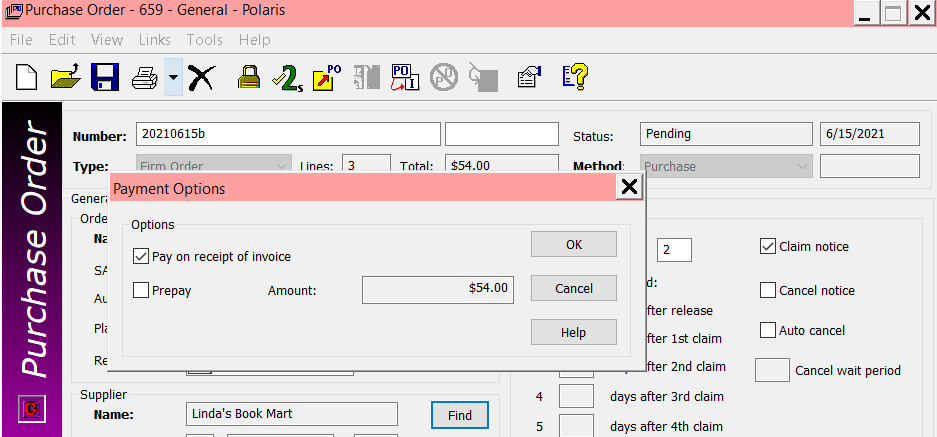 Purchase Order - 659 - General - Polaris
File Edit View Links Tools Help
Purchase Order
Number: 20210615b Status: Pending 6/15/2021
Type: Firm Order Lines: 3 Total: $54.00 Method: Purchase
Payment Options
Gener
Orde
Options
Na
Pay on receipt of invoice OK
2 Claim notice
SA
d:
Prepay Amount: $54.00 Cancel
Cancel notice
Au
fter release
Pla
Help
Auto cancel
fter 1st claim
Re
fter 2nd claim
Cancel wait period
Supplier
4 days after 3rd claim
Name: Linda's Book Mart Find
5 days after 4th claim